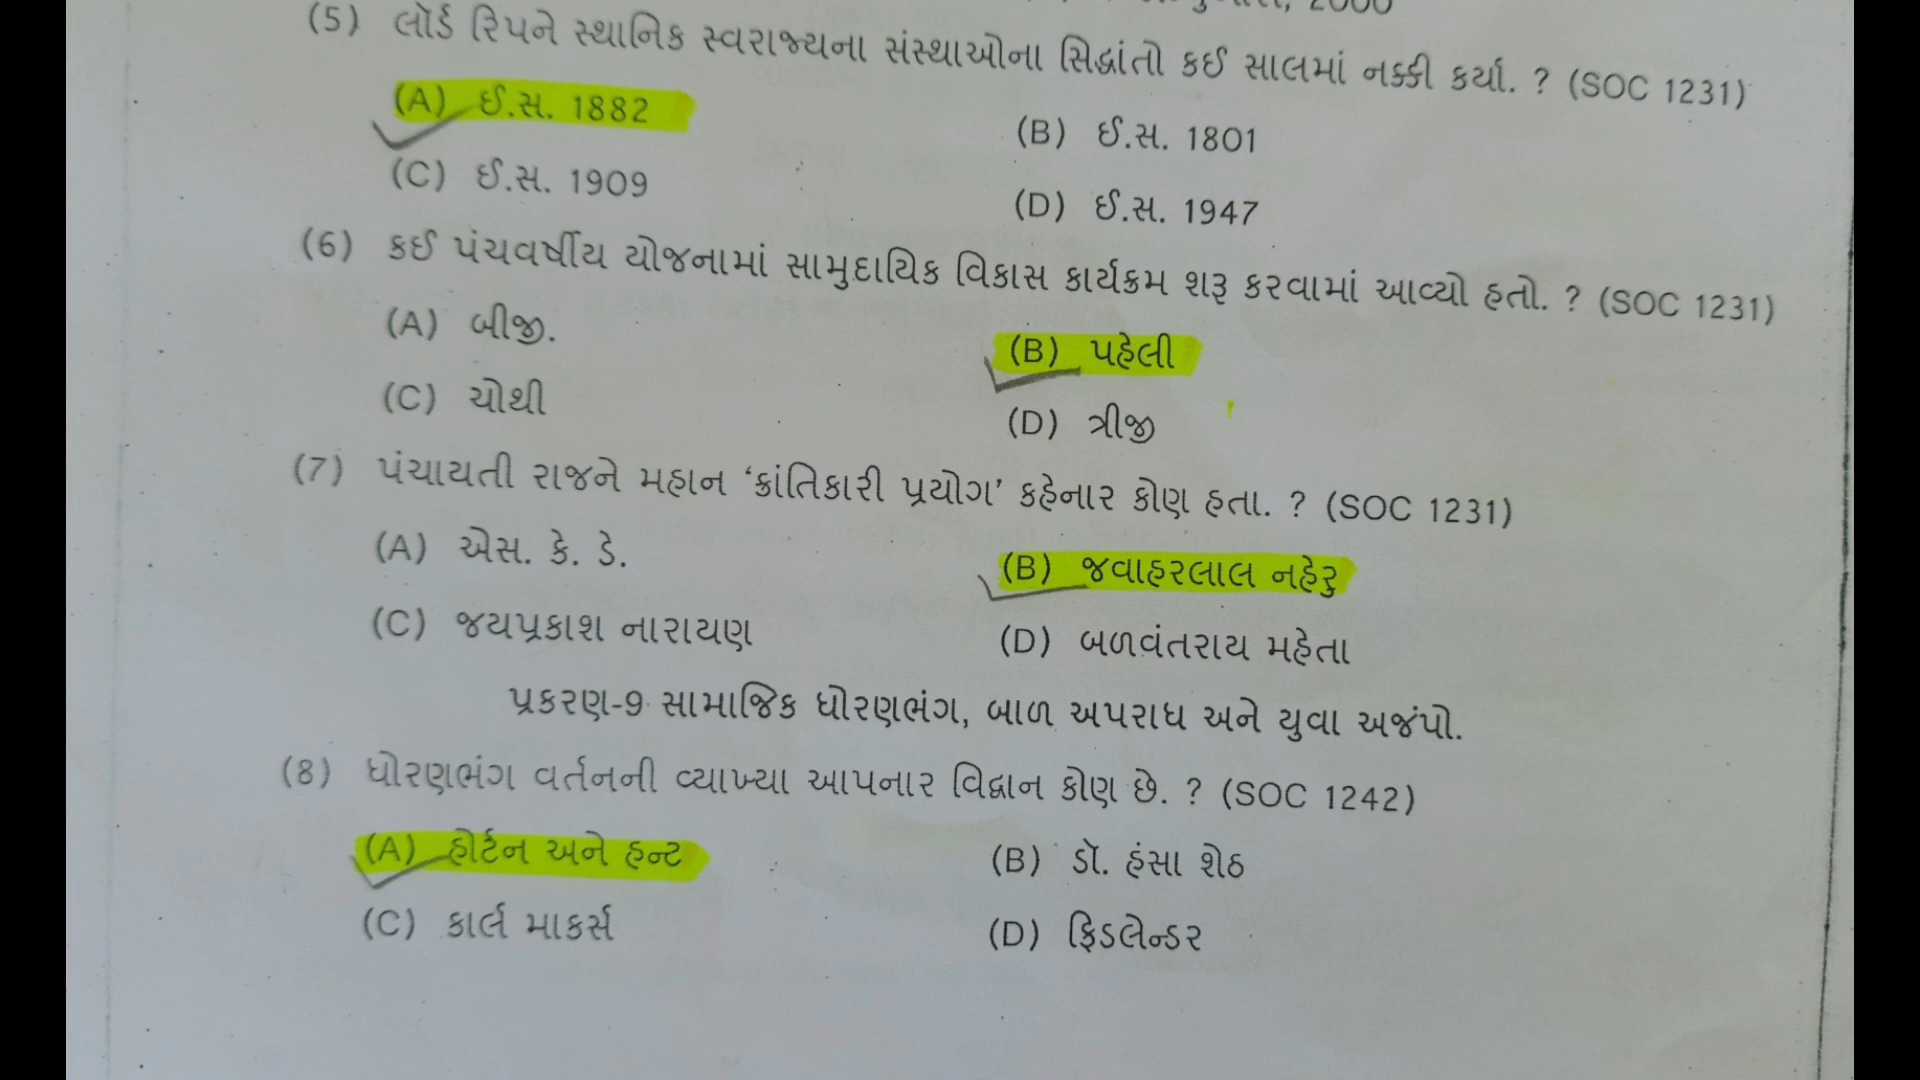 2000
(5) લૉર્ડ રિપને સ્થાનિક સ્વરાજ્યના સંસ્થાઓના સિદ્ધાંતો કઈ સાલમાં નક્કી કર્યા. ? (SOC 1231)
(A) ઈ.સ. 1882 (B) ઈ.સ. 1801
(C) ઈ.સ. 1909 (D) ઈ.સ. 1947
(6) કઈ પંચવર્ષીય યોજનામાં સામુદાયિક વિકાસ કાર્યક્રમ શરૂ કરવામાં આવ્યો હતો. ? (SOC 1231)
(A) બીજી. (B) પહેલી
(C) ચોથી (D) ત્રીજી
(7) પંચાયતી રાજને મહાન ‘ક્રાંતિકારી પ્રયોગ’ કહેનાર કોણ હતા. ? (SOC 1231)
(A) એસ. કે. ડે. (B) જવાહરલાલ નહેરુ
(C) જયપ્રકાશ નારાયણ (D) બળવંતરાય મહેતા
પ્રકરણ-9 સામાજિક ધોરણભંગ, બાળ અપરાધ અને યુવા અજંપો.
(8) ધોરણભંગ વર્તનની વ્યાખ્યા આપનાર વિદ્વાન કોણ છે. ? (SOC 1242)
(A) હોર્ટન અને હન્ટ (B) ડૉ. હંસા શેઠ
(C) કાર્લ માકર્સ (D) ફિડલેન્ડર